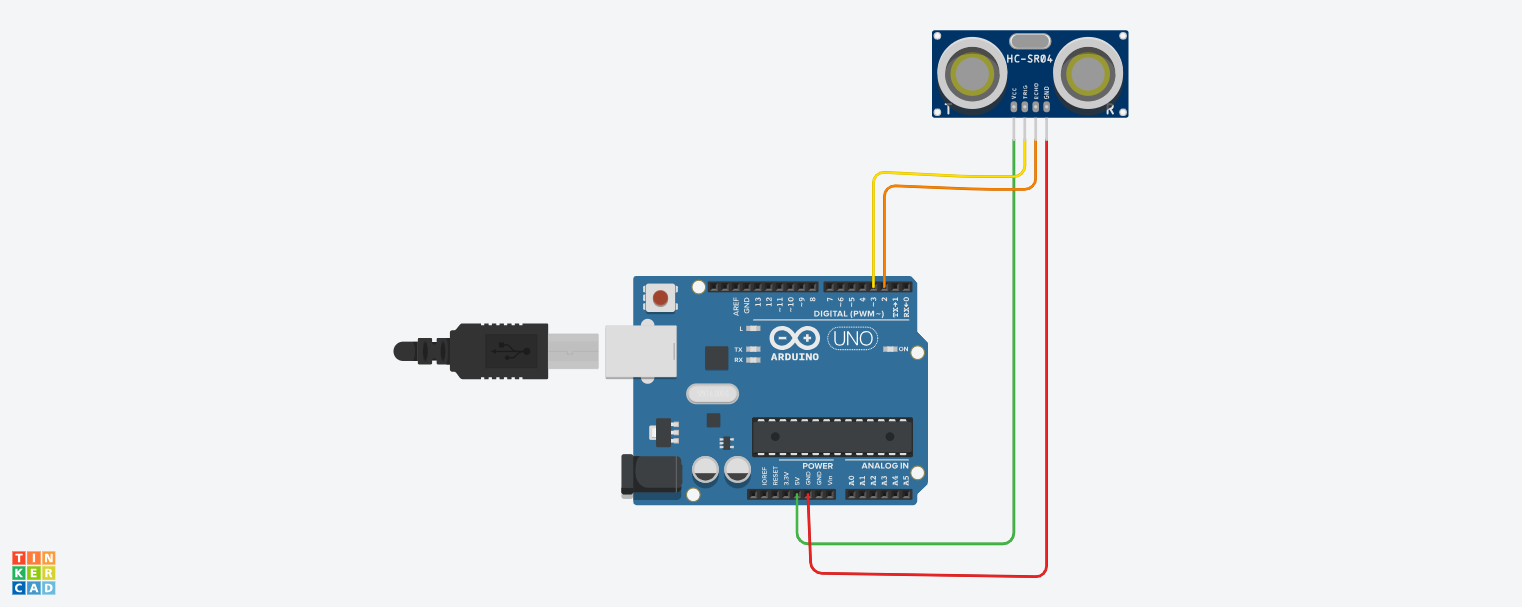 HC-SR04
VCC
TRIG
ECHO
GND
T
R
AREF
GND
13
12
~11
~10
~9
8
7
~6
~5
4
~3
2
TX→1
RX←0
DIGITAL (PWM~)
L
TX
RX
ARDUINO
UNO
ON
POWER
ANALOG IN
IOREF
RESET
3.3V
5V
GND
GND
Vin
A0
A1
A2
A3
A4
A5
TIN
KER
CAD